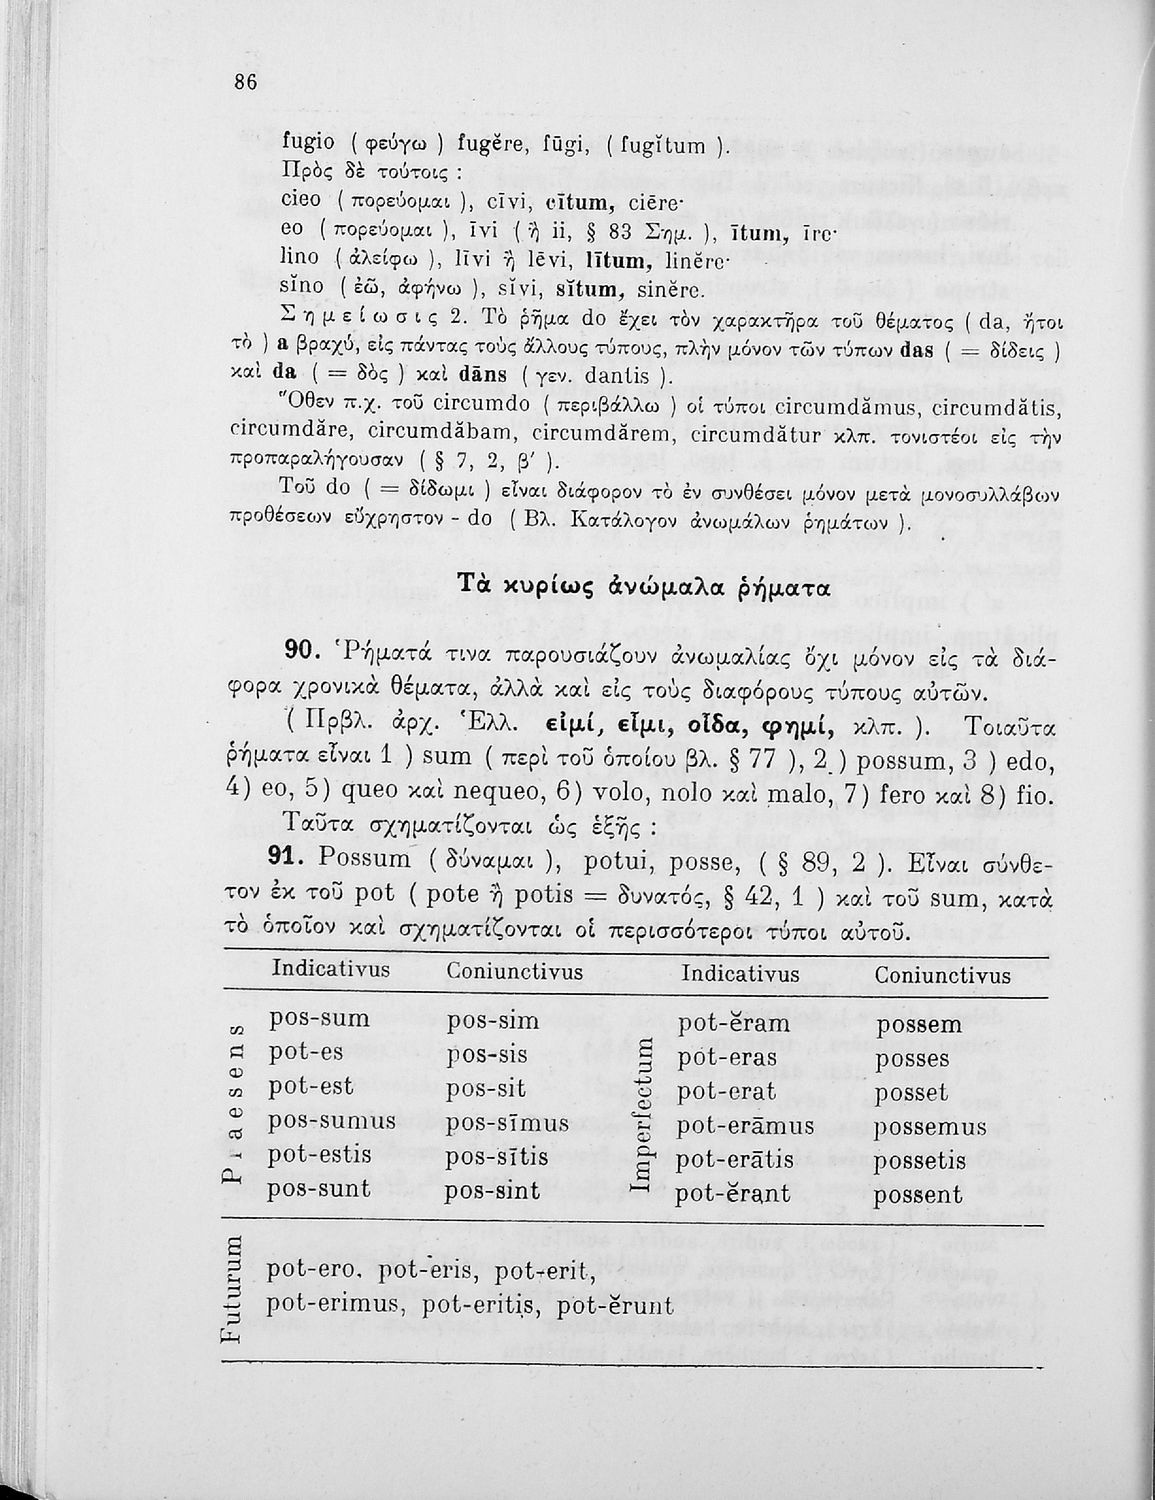 86
fugio ( φεύγω ) fugĕre, fūgi, ( fugĭtum ).
Πρὸς δὲ τούτοις :
cieo ( πορεύομαι ), cīvi, cĭtum, ciēre·
eo ( πορεύομαι ), īvi ( ἢ ii, § 83 Σημ. ), ĭtum, īre·
lino ( ἀλείφω ), līvi ἢ lēvi, lĭtum, linĕre·
sĭno ( ἐῶ, ἀφήνω ), sīvi, sĭtum, sinĕre.
Σημείωσις 2. Τὸ ῥῆμα do ἔχει τὸν χαρακτῆρα τοῦ θέματος ( da, ἤτοι
τὸ ) a βραχύ, εἰς πάντας τοὺς ἄλλους τύπους, πλὴν μόνον τῶν τύπων das ( = δίδεις )
καὶ da ( = δὸς ) καὶ dāns ( γεν. dantis ).
Ὅθεν π.χ. τοῦ circumdo ( περιβάλλω ) οἱ τύποι circumdămus, circumdătis,
circumdăre, circumdăbam, circumdărem, circumdătur κλπ. τονιστέοι εἰς τὴν
προπαραλήγουσαν ( § 7, 2, β′ ).
Τοῦ do ( = δίδωμι ) εἶναι διάφορον τὸ ἐν συνθέσει μόνον μετὰ μονοσυλλάβων
προθέσεων εὔχρηστον - do ( Βλ. Κατάλογον ἀνωμάλων ῥημάτων ).
Τὰ κυρίως ἀνώμαλα ῥήματα
90. Ῥήματά τινα παρουσιάζουν ἀνωμαλίας ὄχι μόνον εἰς τὰ διά-
φορα χρονικὰ θέματα, ἀλλὰ καὶ εἰς τοὺς διαφόρους τύπους αὐτῶν.
( Πρβλ. ἀρχ. Ἑλλ. εἰμί, εἶμι, οἶδα, φημί, κλπ. ). Τοιαῦτα
ῥήματα εἶναι 1 ) sum ( περὶ τοῦ ὁποίου βλ. § 77 ), 2 ) possum, 3 ) edo,
4) eo, 5) queo καὶ nequeo, 6) volo, nolo καὶ malo, 7) fero καὶ 8) fio.
Ταῦτα σχηματίζονται ὡς ἑξῆς :
91. Possum ( δύναμαι ), potui, posse, ( § 89, 2 ). Εἶναι σύνθε-
τον ἐκ τοῦ pot ( pote ἢ potis = δυνατός, § 42, 1 ) καὶ τοῦ sum, κατὰ
τὸ ὁποῖον καὶ σχηματίζονται οἱ περισσότεροι τύποι αὐτοῦ.
Indicativus Coniunctivus Indicativus Coniunctivus
Praesens
Imperfectum
pos-sum pos-sim pot-ĕram possem
pot-es pos-sis pot-eras posses
pot-est pos-sit pot-erat posset
pos-sumus pos-sīmus pot-erāmus possemus
pot-estis pos-sītis pot-erātis possetis
pos-sunt pos-sint pot-ĕrant possent
Futurum
pot-ero, pot-eris, pot-erit,
pot-erimus, pot-eritis, pot-ĕrunt